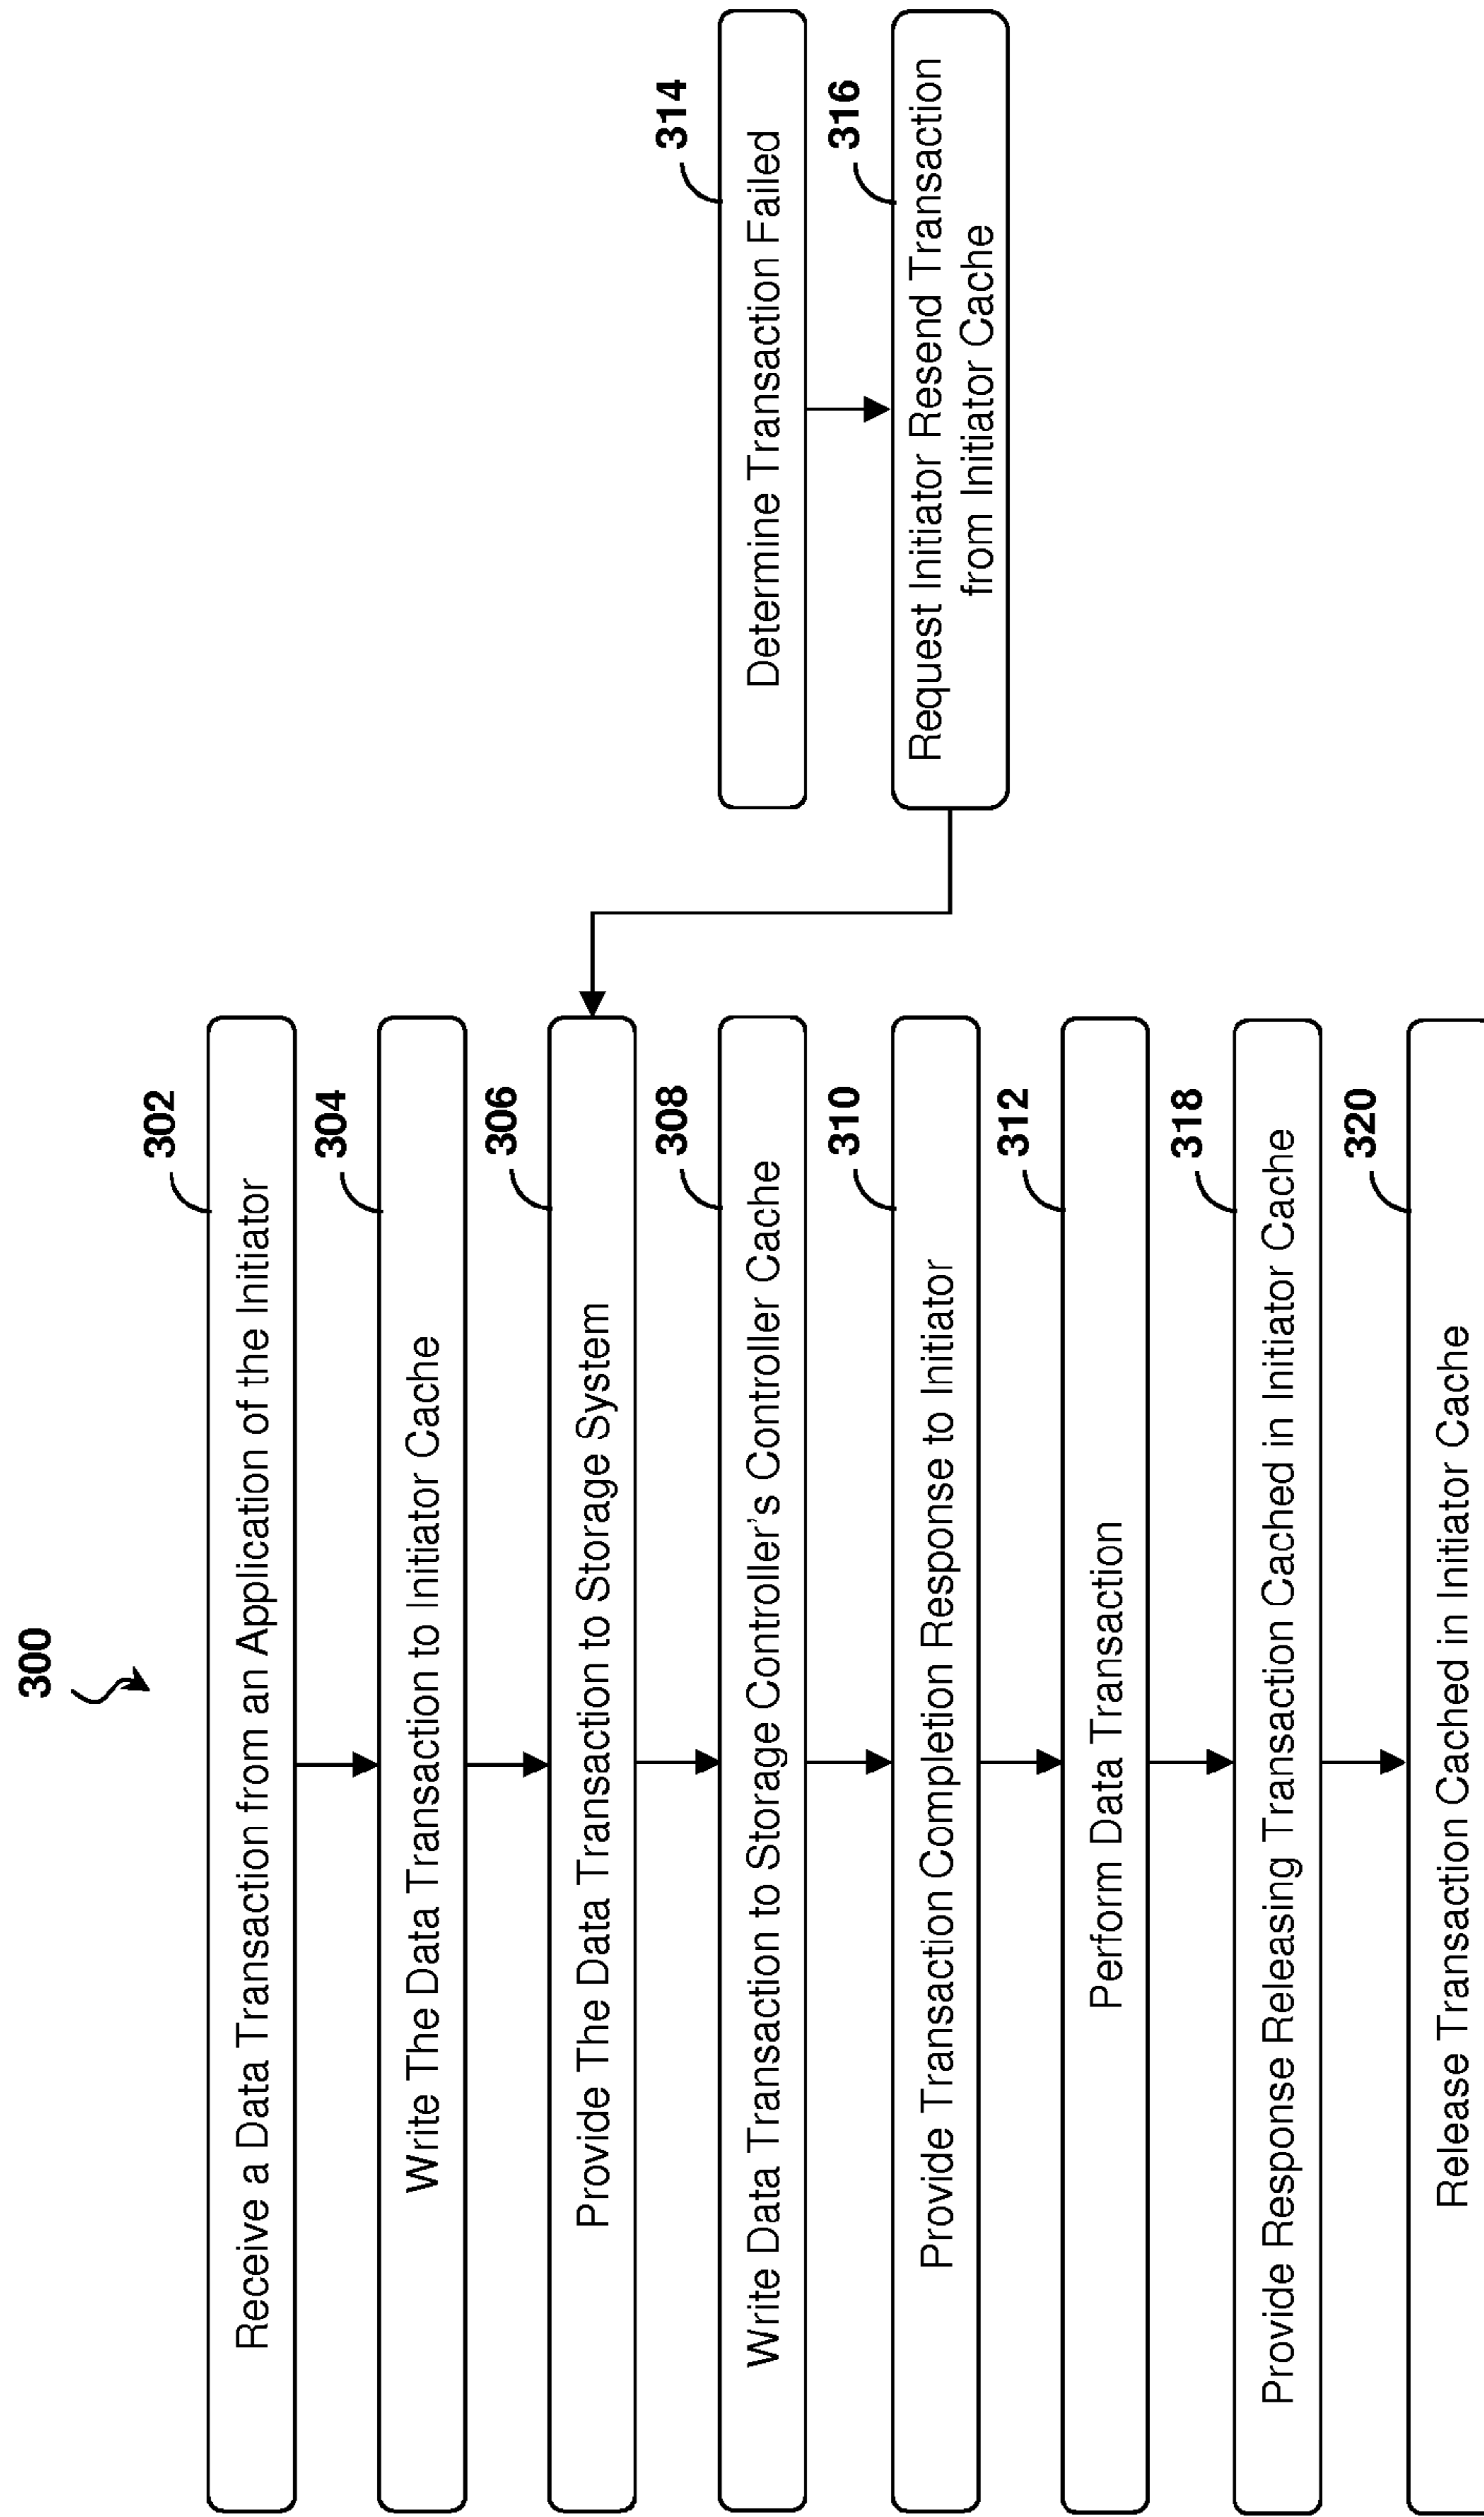 300
302
Receive a Data Transaction from an Application of the Initiator
304
Write The Data Transaction to Initiator Cache
306
Provide The Data Transaction to Storage System
308
Write Data Transaction to Storage Controller's Controller Cache
310
Provide Transaction Completion Response to Initiator
312
Perform Data Transaction
314
Determine Transaction Failed
316
Request Initiator Resend Transaction
from Initiator Cache
318
Provide Response Releasing Transaction Cached in Initiator Cache
320
Release Transaction Cached in Initiator Cache